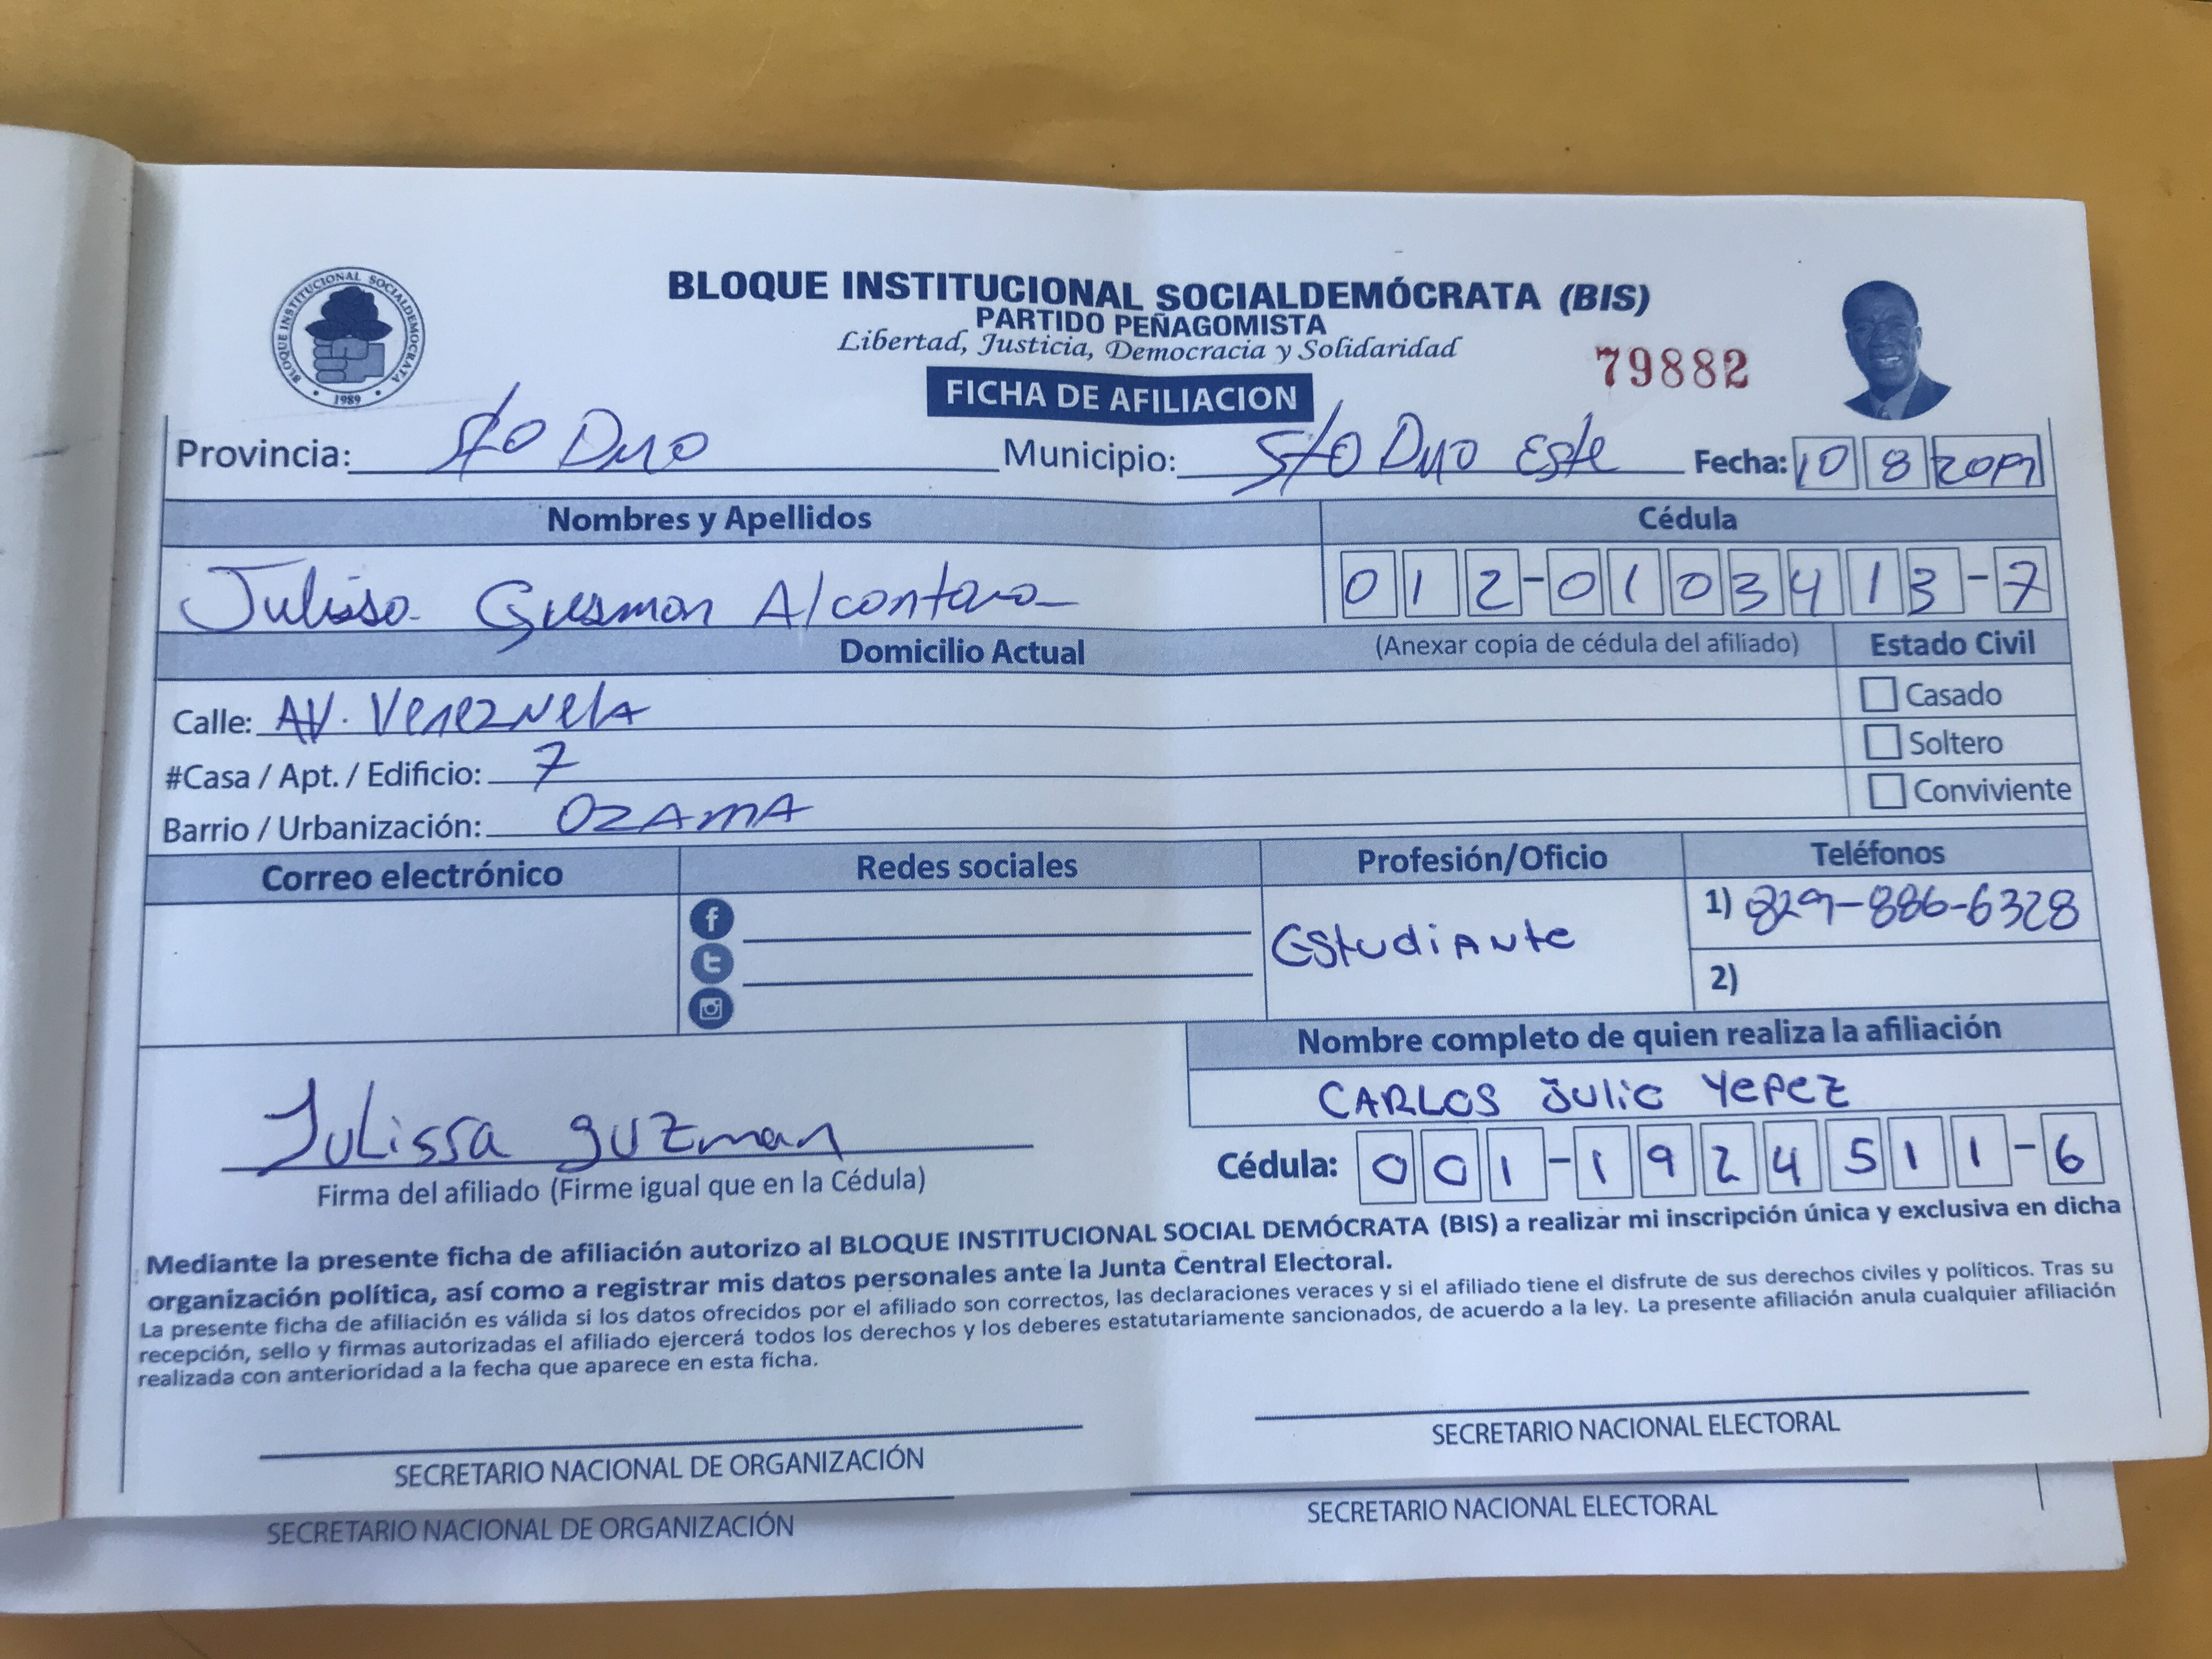 BLOQUE INSTITUCIONAL SOCIALDEMÓCRATA
1989
BLOQUE INSTITUCIONAL SOCIALDEMÓCRATA (BIS)
PARTIDO PEÑAGOMISTA
Libertad, Justicia, Democracia y Solidaridad
79882
FICHA DE AFILIACION
Provincia: Sto Dgo Municipio: Sto Dgo Este Fecha: 10 8 2019
Nombres y Apellidos Cédula
Julissa Gusman Alcantara 012-0103413-7
Domicilio Actual (Anexar copia de cédula del afiliado) Estado Civil
Calle: AV. Venezuela Casado
#Casa / Apt. / Edificio: 7 Soltero
Barrio / Urbanización: OZAMA Conviviente
Correo electrónico Redes sociales Profesión/Oficio Teléfonos
1) 829-886-6328
Estudiante
2)
Nombre completo de quien realiza la afiliación
CARLOS Julio Yepez
Julissa guzman
Cédula: 001-1924511-6
Firma del afiliado (Firme igual que en la Cédula)
Mediante la presente ficha de afiliación autorizo al BLOQUE INSTITUCIONAL SOCIAL DEMÓCRATA (BIS) a realizar mi inscripción única y exclusiva en dicha
organización política, así como a registrar mis datos personales ante la Junta Central Electoral.
La presente ficha de afiliación es válida si los datos ofrecidos por el afiliado son correctos, las declaraciones veraces y si el afiliado tiene el disfrute de sus derechos civiles y políticos. Tras su
recepción, sello y firmas autorizadas el afiliado ejercerá todos los derechos y los deberes estatutariamente sancionados, de acuerdo a la ley. La presente afiliación anula cualquier afiliación
realizada con anterioridad a la fecha que aparece en esta ficha.
SECRETARIO NACIONAL DE ORGANIZACIÓN SECRETARIO NACIONAL ELECTORAL
SECRETARIO NACIONAL DE ORGANIZACIÓN SECRETARIO NACIONAL ELECTORAL